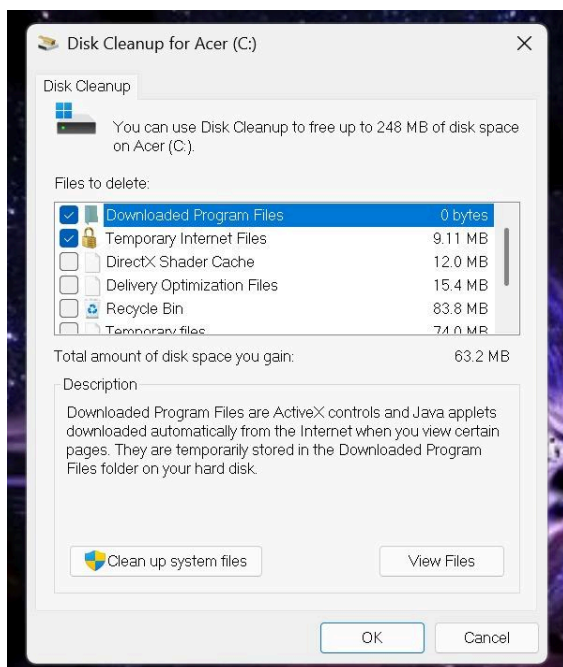 Disk Cleanup for Acer (C:)
Disk Cleanup
You can use Disk Cleanup to free up to 248 MB of disk space
on Acer (C:).
Files to delete:
Downloaded Program Files 0 bytes
Temporary Internet Files 9.11 MB
DirectX Shader Cache 12.0 MB
Delivery Optimization Files 15.4 MB
Recycle Bin 83.8 MB
Temporary files 74.0 MB
Total amount of disk space you gain: 63.2 MB
Description
Downloaded Program Files are ActiveX controls and Java applets
downloaded automatically from the Internet when you view certain
pages. They are temporarily stored in the Downloaded Program
Files folder on your hard disk.
Clean up system files
View Files
OK
Cancel